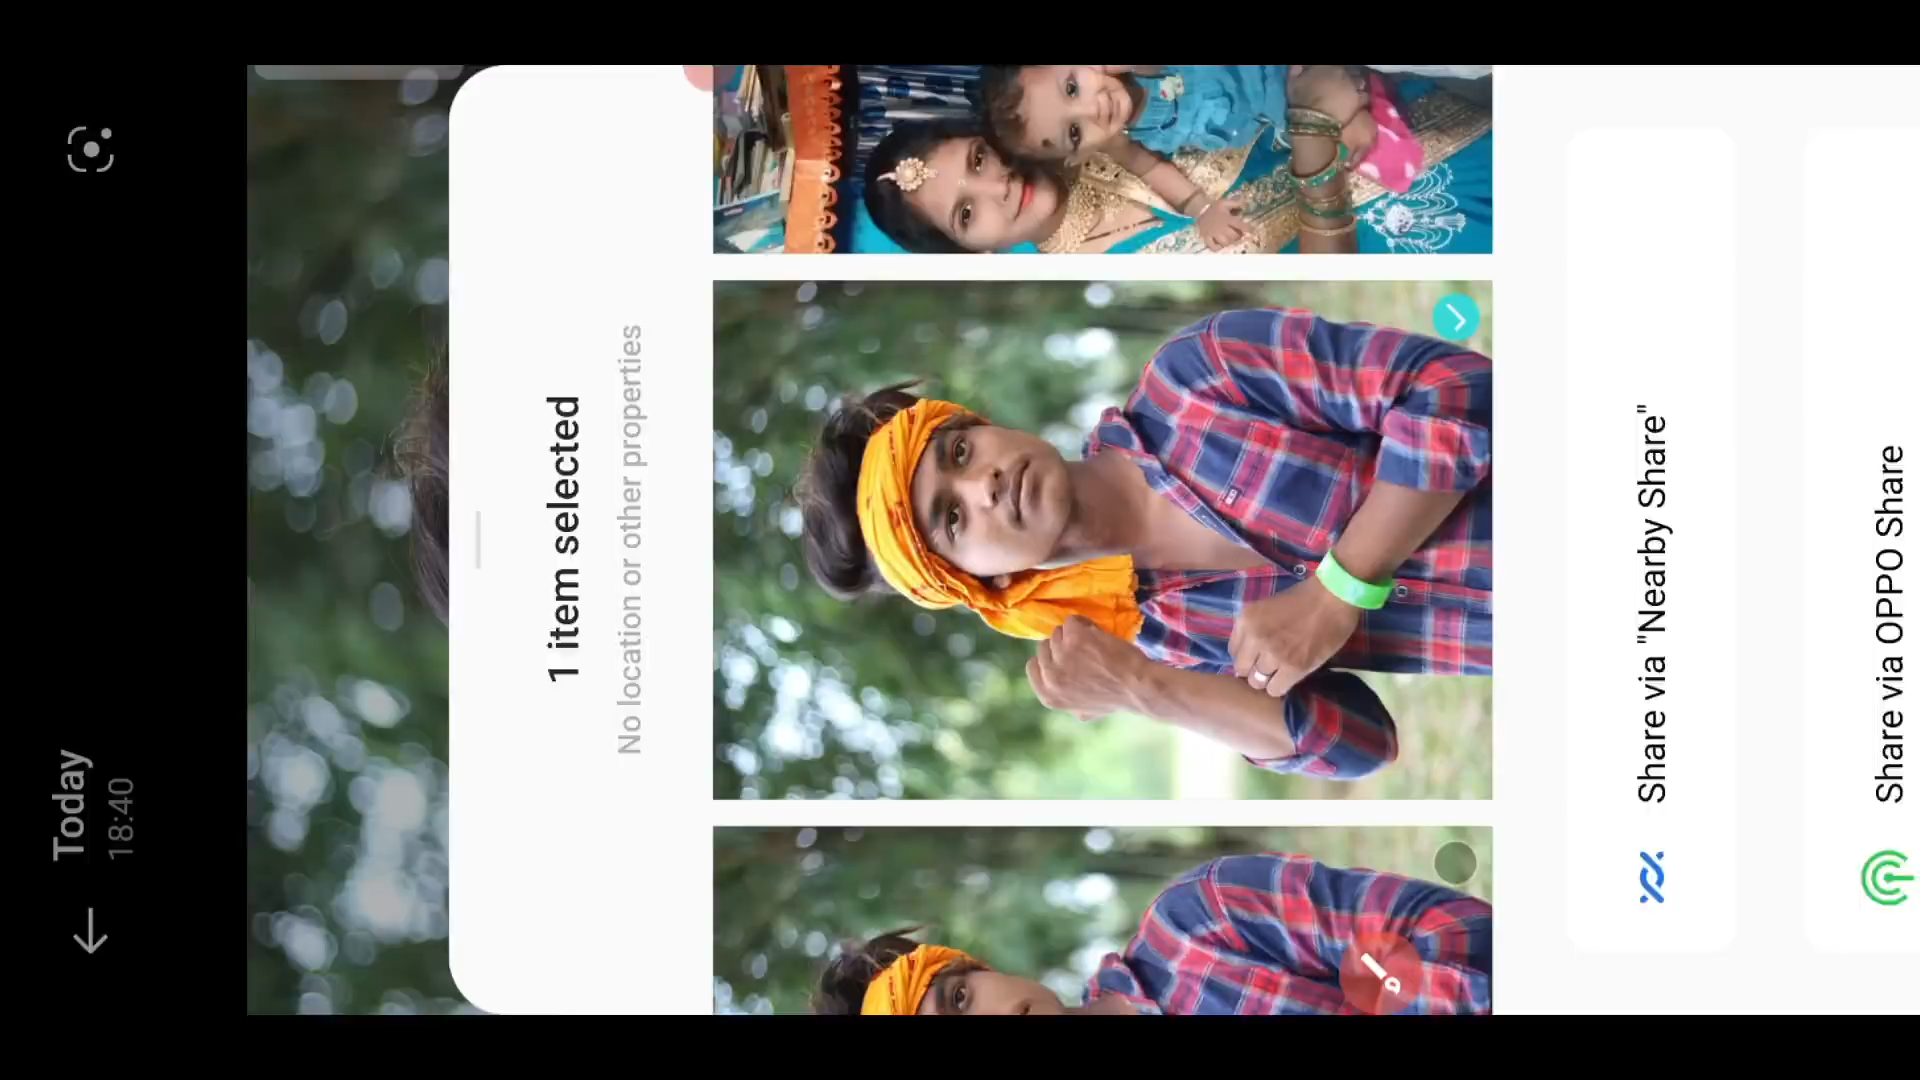 Today
18:40
1 item selected
No location or other properties
Share via "Nearby Share"
Share via OPPO Share